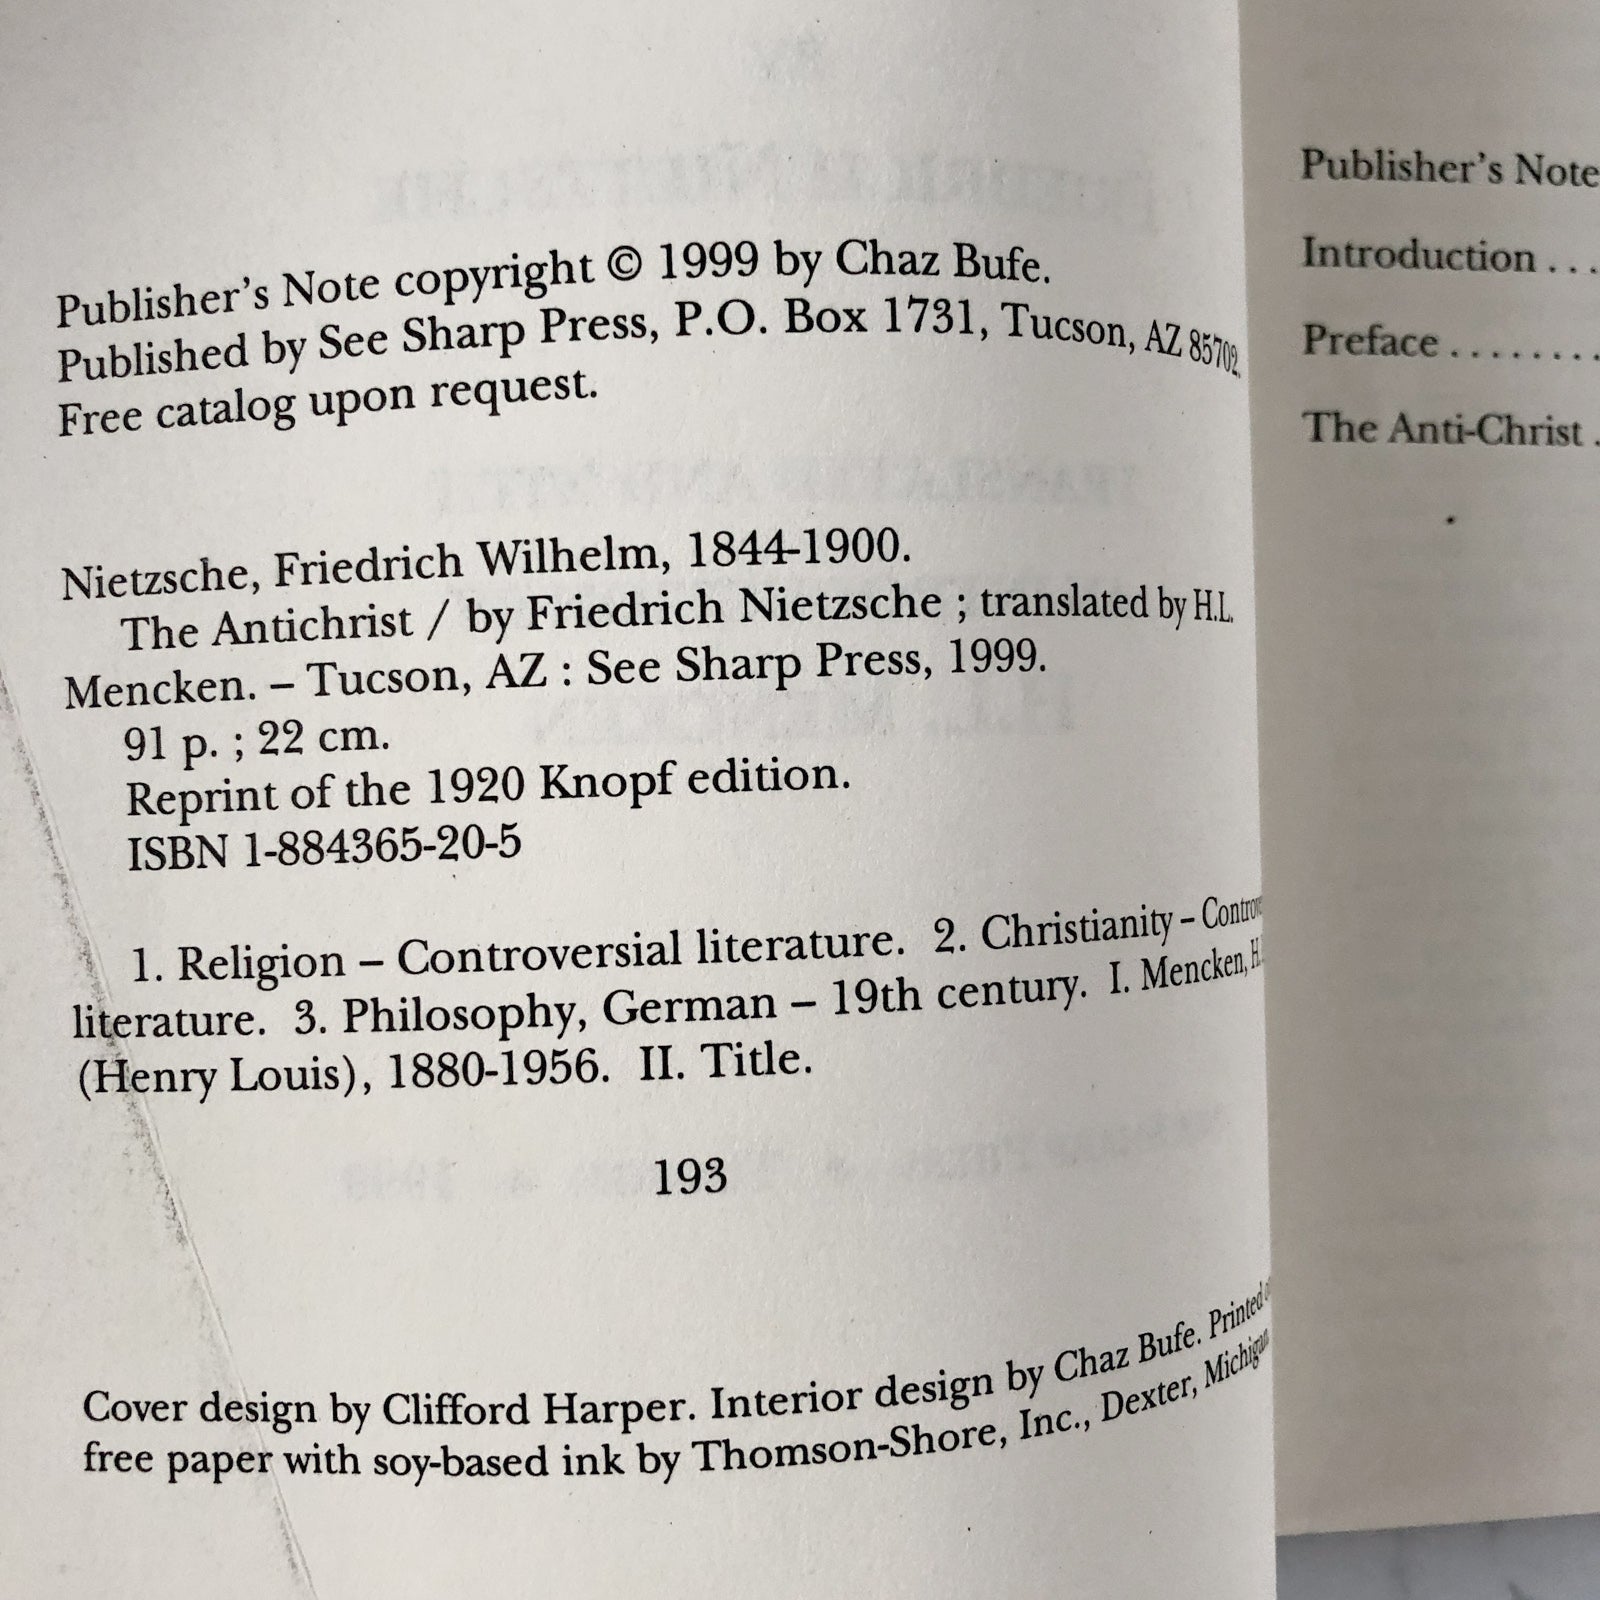 Publisher's Note copyright © 1999 by Chaz Bufe.
Published by See Sharp Press, P.O. Box 1731, Tucson, AZ 85702.
Free catalog upon request.
Nietzsche, Friedrich Wilhelm, 1844-1900.
The Antichrist / by Friedrich Nietzsche ; translated by H.L.
Mencken. – Tucson, AZ : See Sharp Press, 1999.
91 p. ; 22 cm.
Reprint of the 1920 Knopf edition.
ISBN 1-884365-20-5
1. Religion – Controversial literature. 2. Christianity –
literature. 3. Philosophy, German – 19th century. I. Mencken,
(Henry Louis), 1880-1956. II. Title.
193
Cover design by Clifford Harper. Interior design by Chaz Bufe. Printed
free paper with soy-based ink by Thomson-Shore, Inc., Dexter, Michigan
Publisher's Note
Introduction . . .
Preface . . . . . . . .
The Anti-Christ .